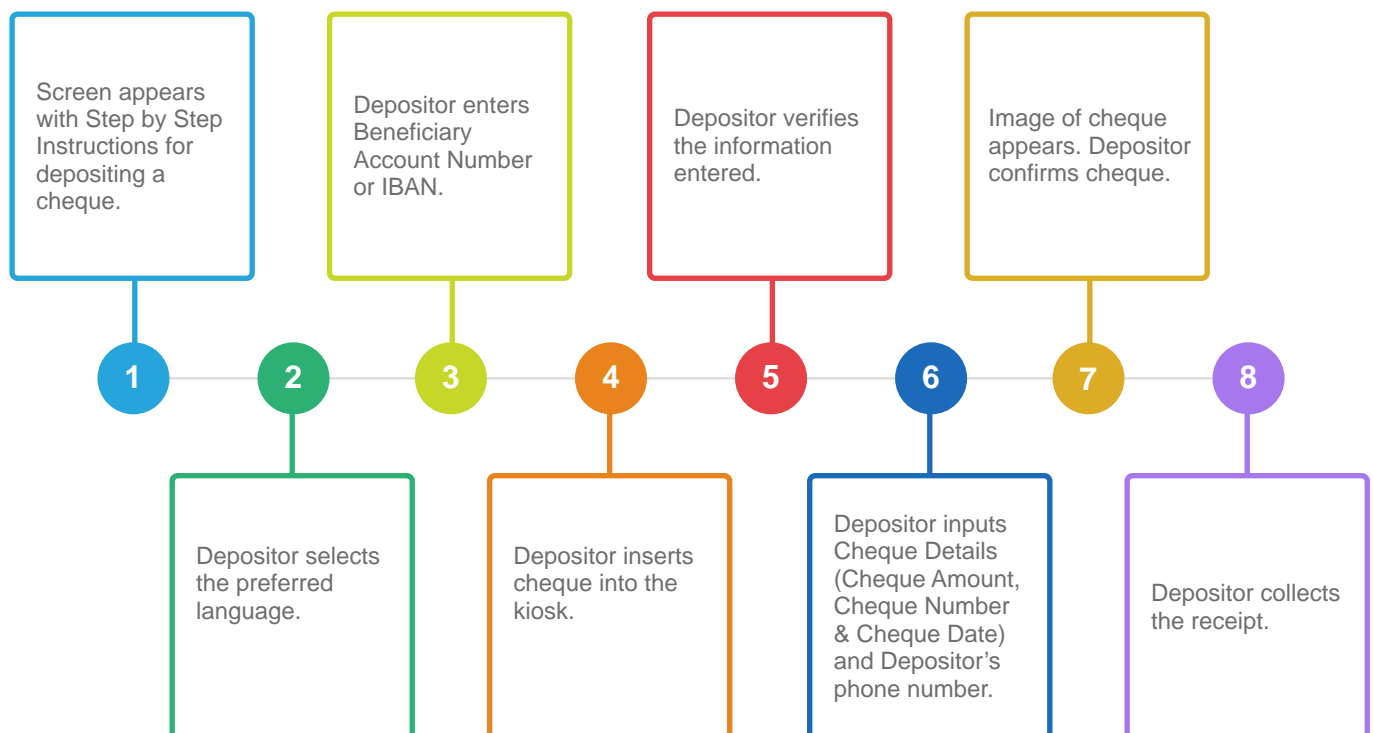 Screen appears
with Step by Step
Instructions for
depositing a
cheque.
1
Depositor selects
the preferred
language.
2
Depositor enters
Beneficiary
Account Number
or IBAN.
3
Depositor inserts
cheque into the
kiosk.
4
Depositor verifies
the information
entered.
5
Depositor inputs
Cheque Details
(Cheque Amount,
Cheque Number
& Cheque Date)
and Depositor’s
phone number.
6
Image of cheque
appears. Depositor
confirms cheque.
7
Depositor collects
the receipt.
8